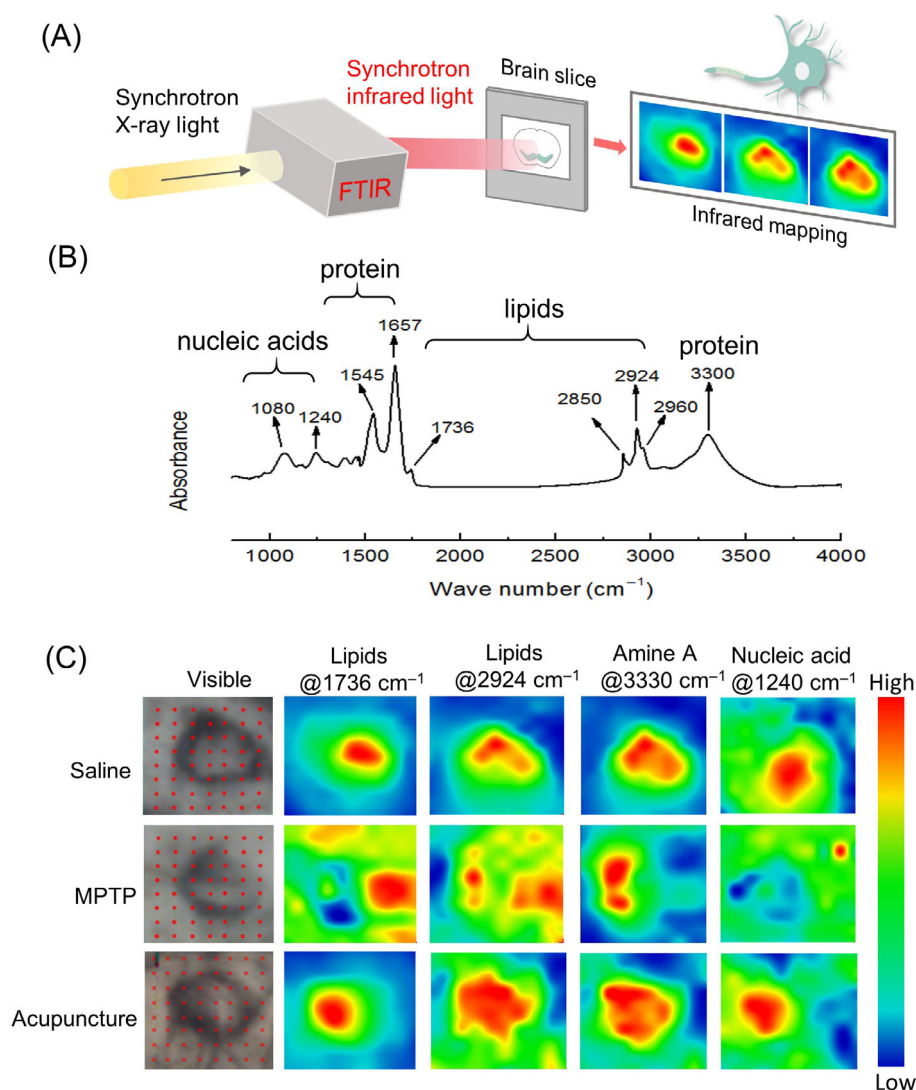 (A)
Synchrotron
X-ray light
FTIR
Synchrotron
infrared light
Brain slice
Infrared mapping
(B)
nucleic acids
protein
lipids
protein
1080
1240
1545
1657
1736
2850
2924
2960
3300
Absorbance
1000 1500 2000 2500 3000 3500 4000
Wave number (cm⁻¹)
(C)
Visible
Lipids
@1736 cm⁻¹
Lipids
@2924 cm⁻¹
Amine A
@3330 cm⁻¹
Nucleic acid
@1240 cm⁻¹
High
Saline
MPTP
Acupuncture
Low